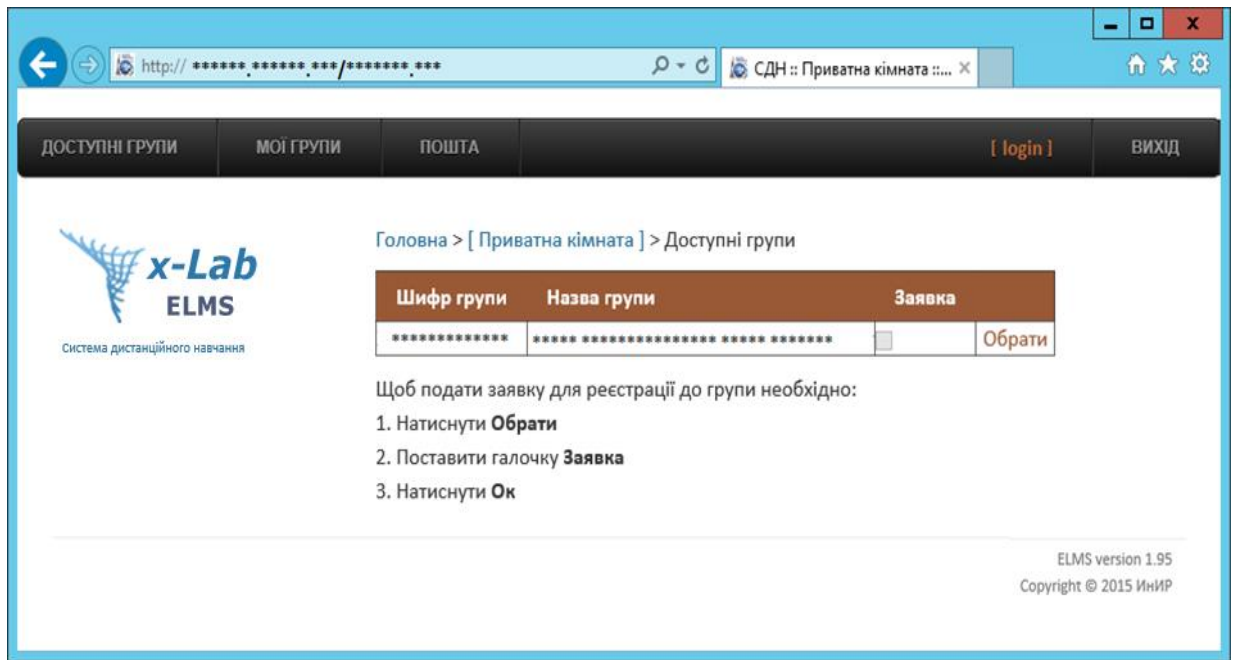 http:// ******.******.***/*******.***
СДН :: Приватна кімната ::...
ДОСТУПНІ ГРУПИ МОЇ ГРУПИ ПОШТА [ login ] ВИХІД
x-Lab
ELMS
Система дистанційного навчання
Головна > [ Приватна кімната ] > Доступні групи
Шифр групи Назва групи Заявка
************* ***** ***************** ***** ******* Обрати
Щоб подати заявку для реєстрації до групи необхідно:
1. Натиснути Обрати
2. Поставити галочку Заявка
3. Натиснути Ок
ELMS version 1.95
Copyright © 2015 ИнИР